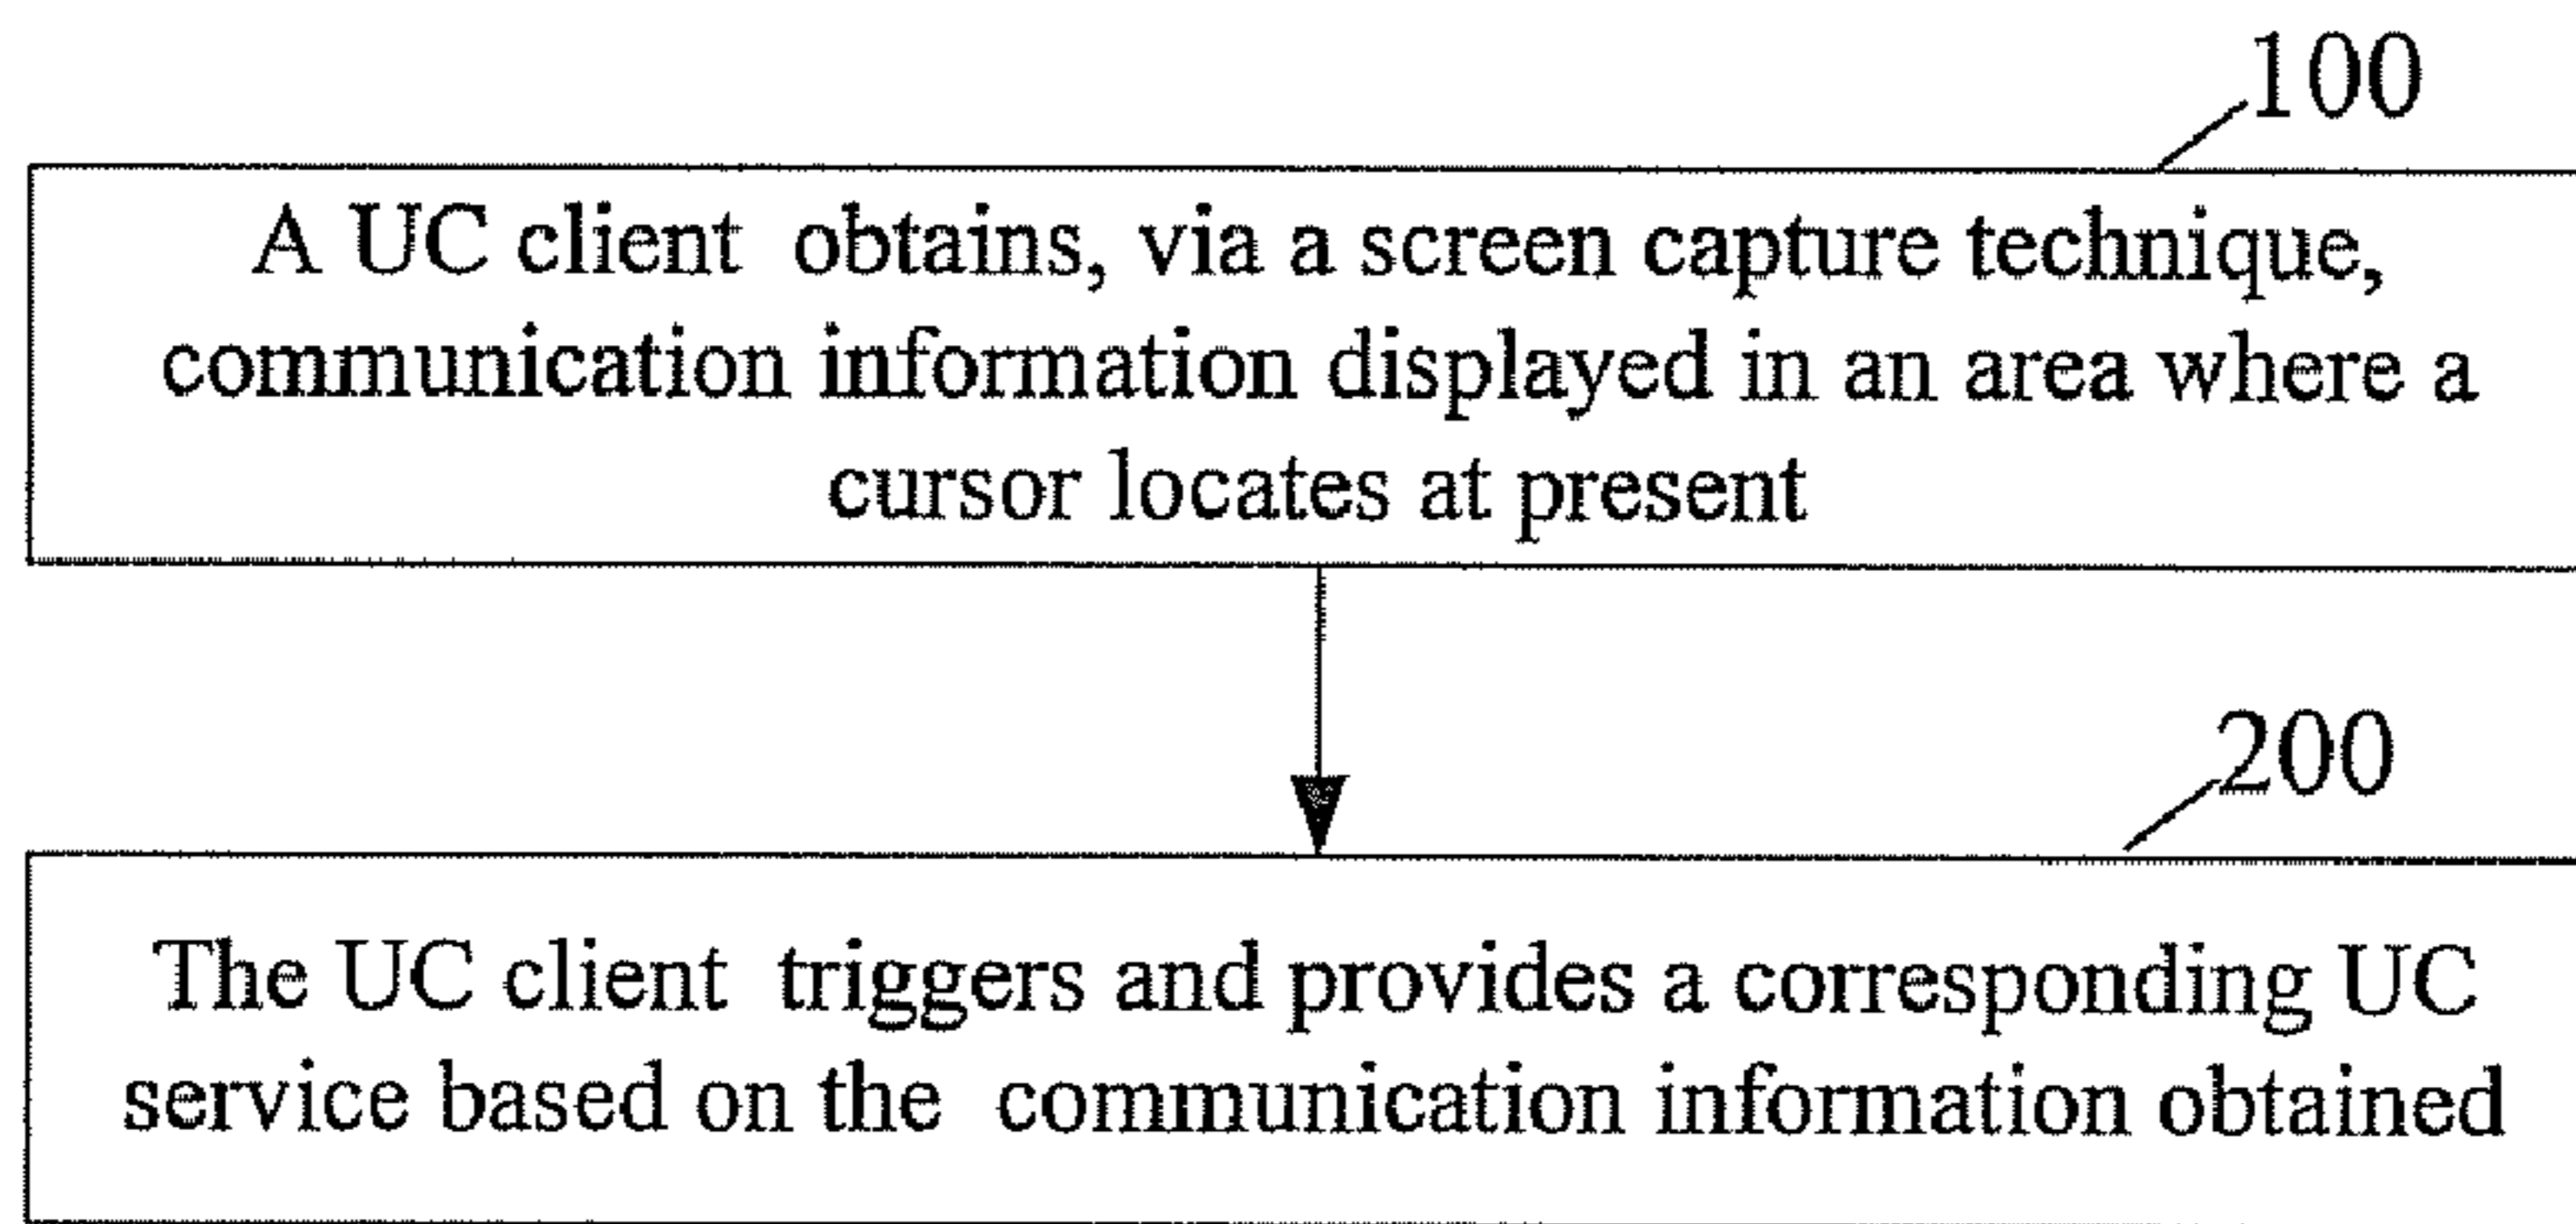 100
A UC client obtains, via a screen capture technique,
communication information displayed in an area where a
cursor locates at present
200
The UC client triggers and provides a corresponding UC
service based on the communication information obtained